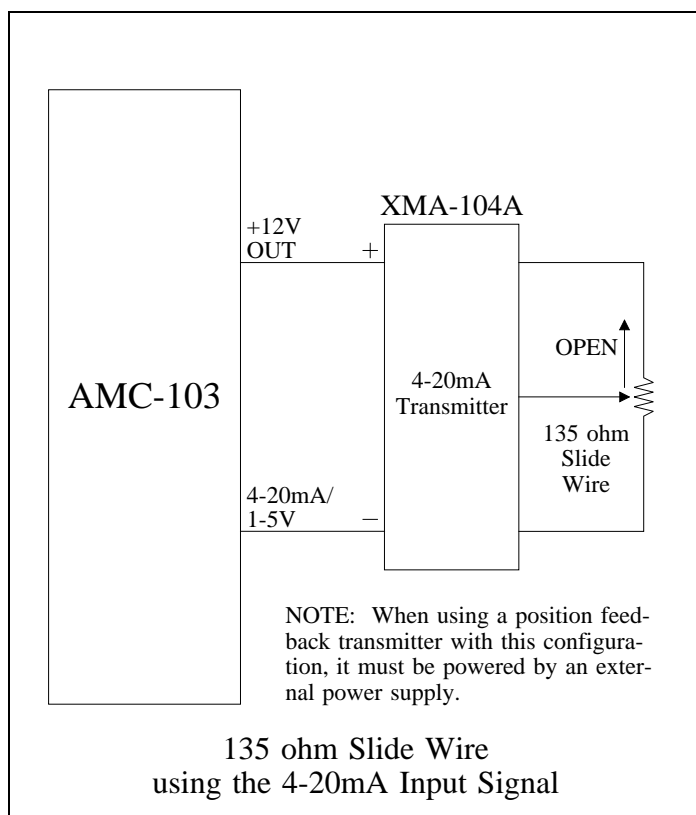 XMA-104A
+12V
OUT
+
OPEN
AMC-103
4-20mA
Transmitter
135 ohm
Slide
Wire
4-20mA/
1-5V
−
NOTE: When using a position feed-
back transmitter with this configura-
tion, it must be powered by an exter-
nal power supply.
135 ohm Slide Wire
using the 4-20mA Input Signal